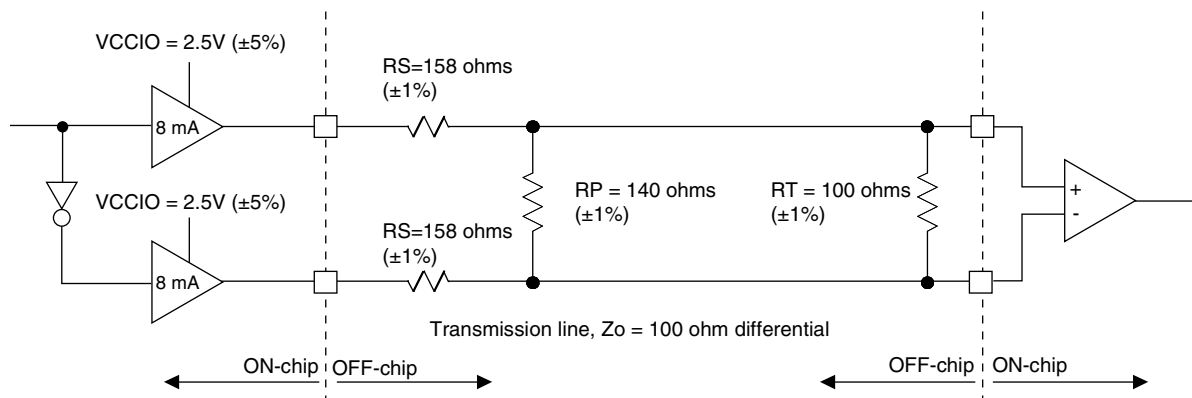 VCCIO = 2.5V (±5%)
RS=158 ohms
(±1%)
8 mA
RP = 140 ohms
(±1%)
RT = 100 ohms
(±1%)
+
-
VCCIO = 2.5V (±5%)
RS=158 ohms
(±1%)
8 mA
Transmission line, Zo = 100 ohm differential
ON-chip
OFF-chip
OFF-chip
ON-chip